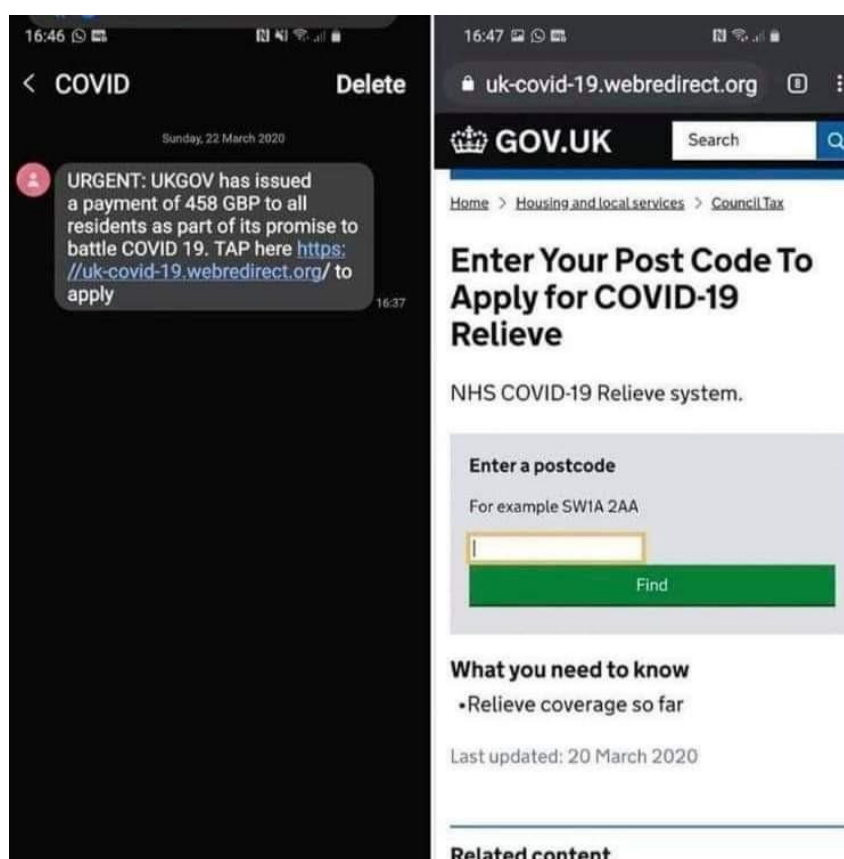 16:46
COVID
Delete
Sunday, 22 March 2020
URGENT: UKGOV has issued
a payment of 458 GBP to all
residents as part of its promise to
battle COVID 19. TAP here https:
//uk-covid-19.webredirect.org/ to
apply
16:37
16:47
uk-covid-19.webredirect.org
GOV.UK
Search
Home > Housing and local services > Council Tax
Enter Your Post Code To
Apply for COVID-19
Relieve
NHS COVID-19 Relieve system.
Enter a postcode
For example SW1A 2AA
Find
What you need to know
•Relieve coverage so far
Last updated: 20 March 2020
Related content